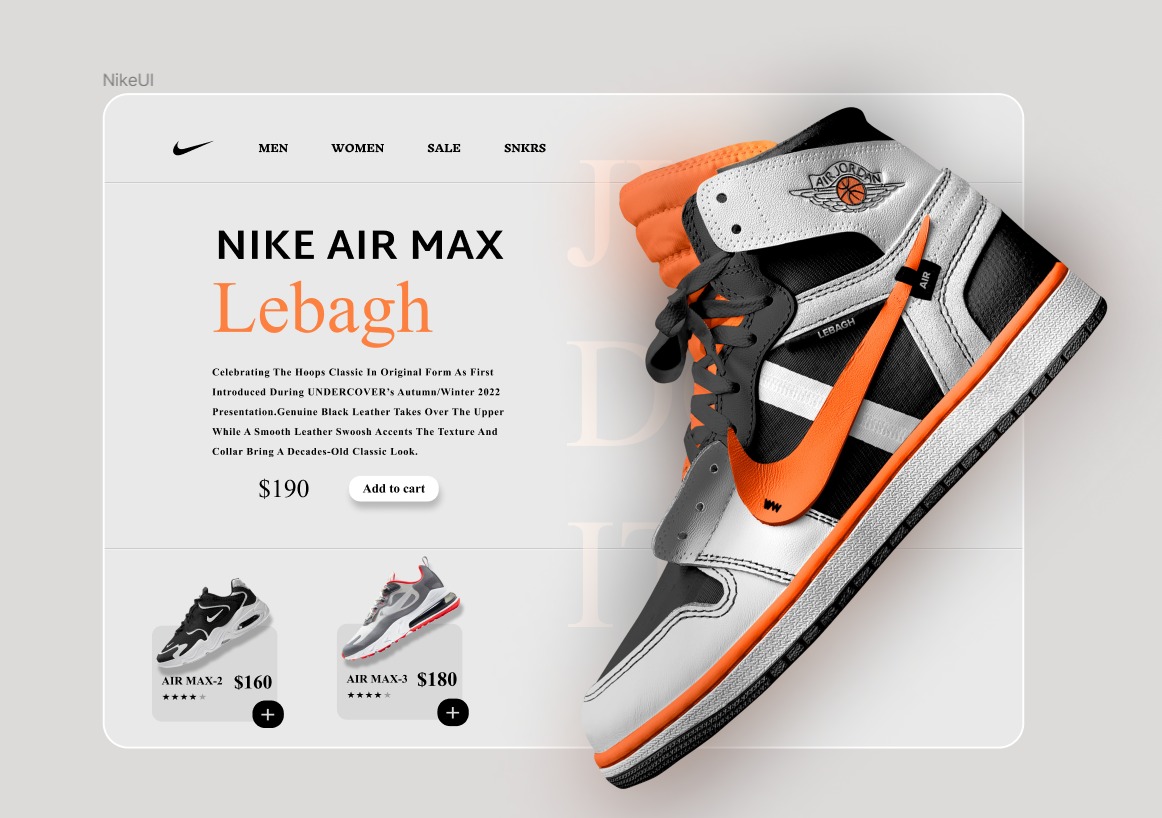 NikeUI
MEN WOMEN SALE SNKRS
NIKE AIR MAX
Lebagh
Celebrating The Hoops Classic In Original Form As First
Introduced During UNDERCOVER's Autumn/Winter 2022
Presentation.Genuine Black Leather Takes Over The Upper
While A Smooth Leather Swoosh Accents The Texture And
Collar Bring A Decades-Old Classic Look.
$190 Add to cart
AIR MAX-2 $160
AIR MAX-3 $180
J
D
IT
AIR JORDAN
AIR
LEBAGH